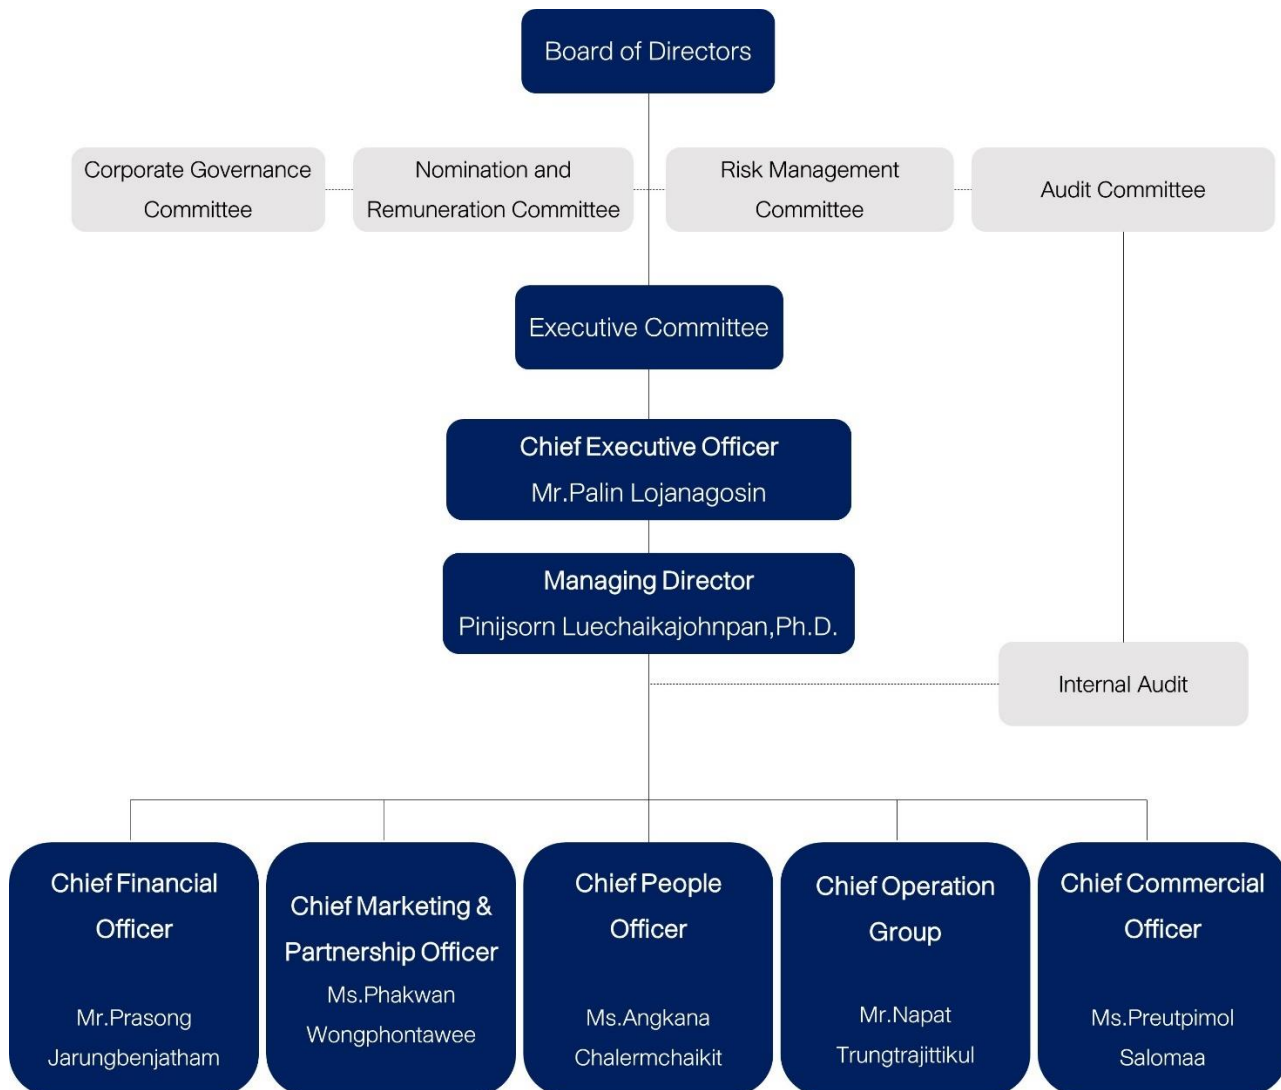 Board of Directors
Corporate Governance
Committee
Nomination and
Remuneration Committee
Risk Management
Committee
Audit Committee
Executive Committee
Chief Executive Officer
Mr.Palin Lojanagosin
Managing Director
Pinijsorn Luechaikajohnpan,Ph.D.
Internal Audit
Chief Financial
Officer
Mr.Prasong
Jarungbenjatham
Chief Marketing &
Partnership Officer
Ms.Phakwan
Wongphontawee
Chief People
Officer
Ms.Angkana
Chalermchaikit
Chief Operation
Group
Mr.Napat
Trungtrajittikul
Chief Commercial
Officer
Ms.Preutpimol
Salomaa